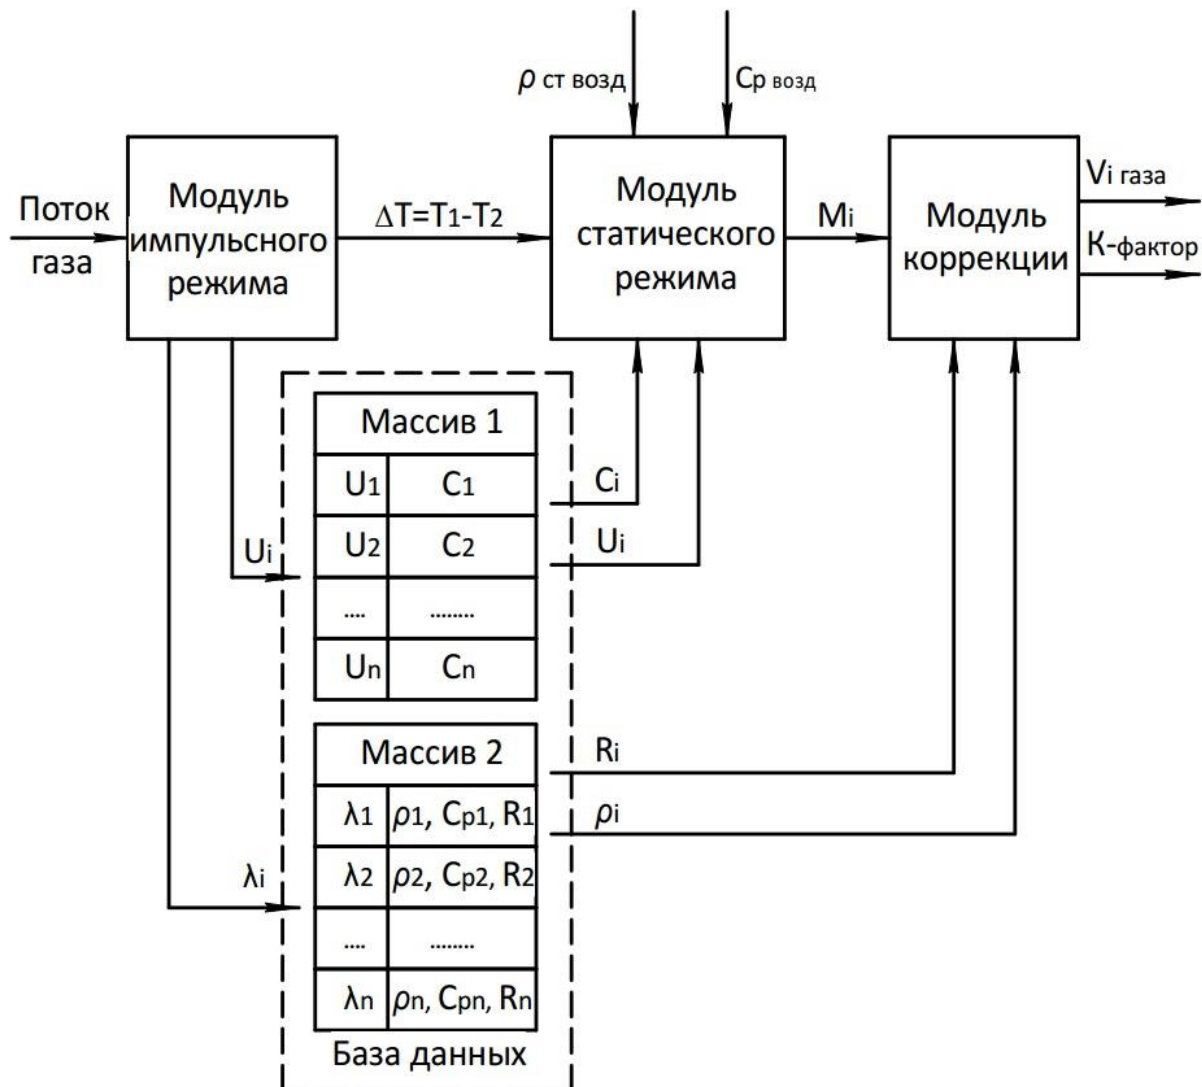 ρ ст возд
Cp возд
Поток
газа
Модуль
импульсного
режима
ΔT=T1-T2
Модуль
статического
режима
Mi
Модуль
коррекции
Vi газа
К-фактор
Массив 1
U1 C1
U2 C2
.... ........
Un Cn
Ui
Ci
Ui
Массив 2
λ1 ρ1, Cp1, R1
λ2 ρ2, Cp2, R2
.... ........
λn ρn, Cpn, Rn
λi
Ri
ρi
База данных